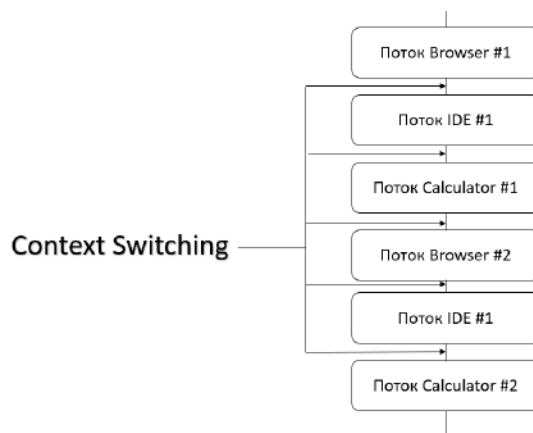 Поток Browser #1
Поток IDE #1
Поток Calculator #1
Context Switching
Поток Browser #2
Поток IDE #1
Поток Calculator #2